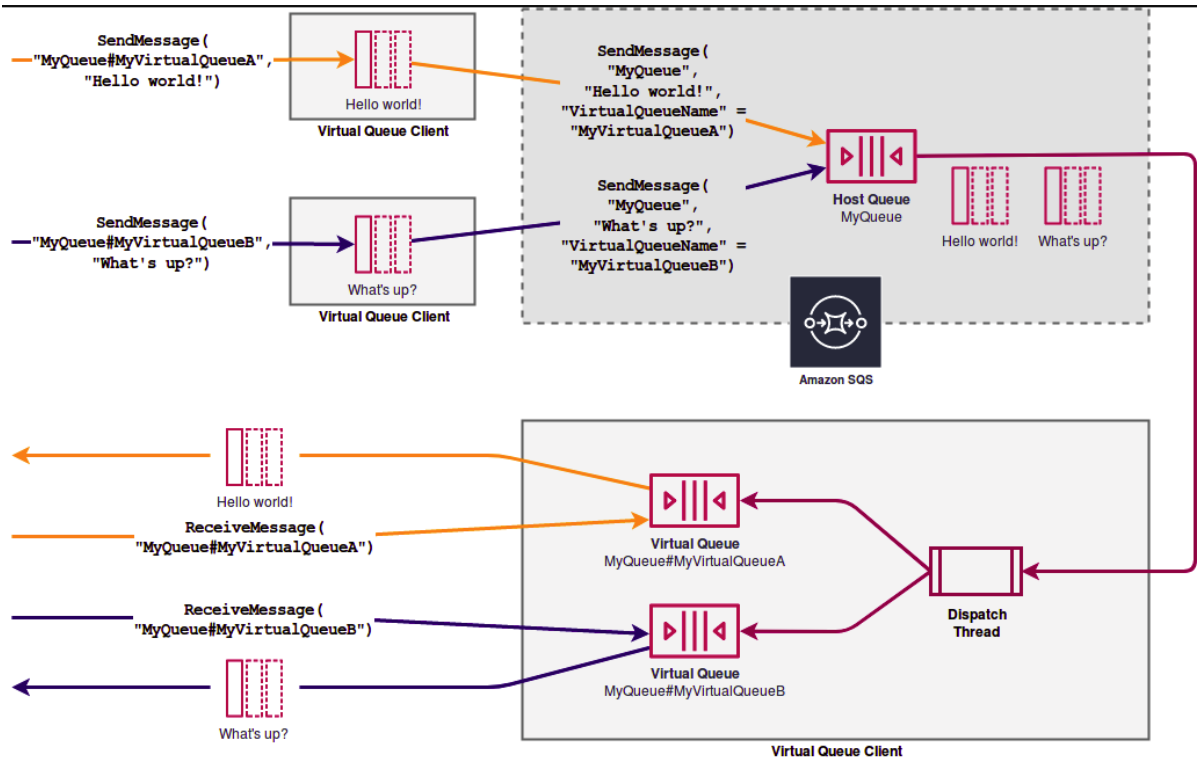 SendMessage(
"MyQueue#MyVirtualQueueA",
"Hello world!")
Hello world!
Virtual Queue Client
SendMessage(
"MyQueue",
"Hello world!",
"VirtualQueueName" =
"MyVirtualQueueA")
SendMessage(
"MyQueue#MyVirtualQueueB",
"What's up?")
What's up?
Virtual Queue Client
SendMessage(
"MyQueue",
"What's up?",
"VirtualQueueName" =
"MyVirtualQueueB")
Host Queue
MyQueue
Hello world!
What's up?
Amazon SQS
Hello world!
ReceiveMessage(
"MyQueue#MyVirtualQueueA")
Virtual Queue
MyQueue#MyVirtualQueueA
ReceiveMessage(
"MyQueue#MyVirtualQueueB")
Virtual Queue
MyQueue#MyVirtualQueueB
What's up?
Dispatch
Thread
Virtual Queue Client